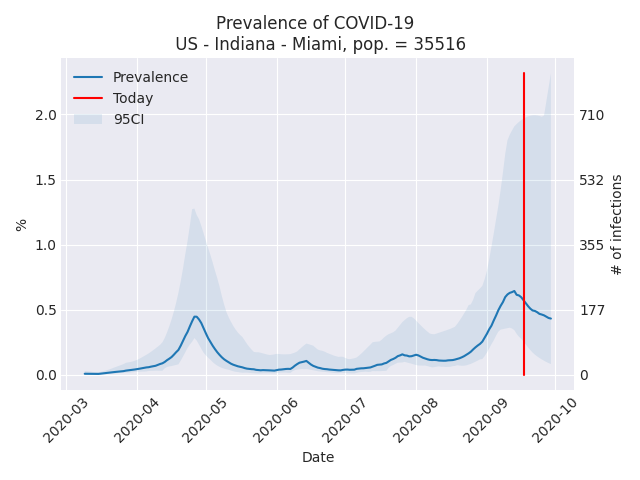 Prevalence of COVID-19
US - Indiana - Miami, pop. = 35516
Prevalence
Today
95CI
2.0
1.5
1.0
0.5
0.0
%
710
532
355
177
0
# of infections
2020-03
2020-04
2020-05
2020-06
2020-07
2020-08
2020-09
2020-10
Date